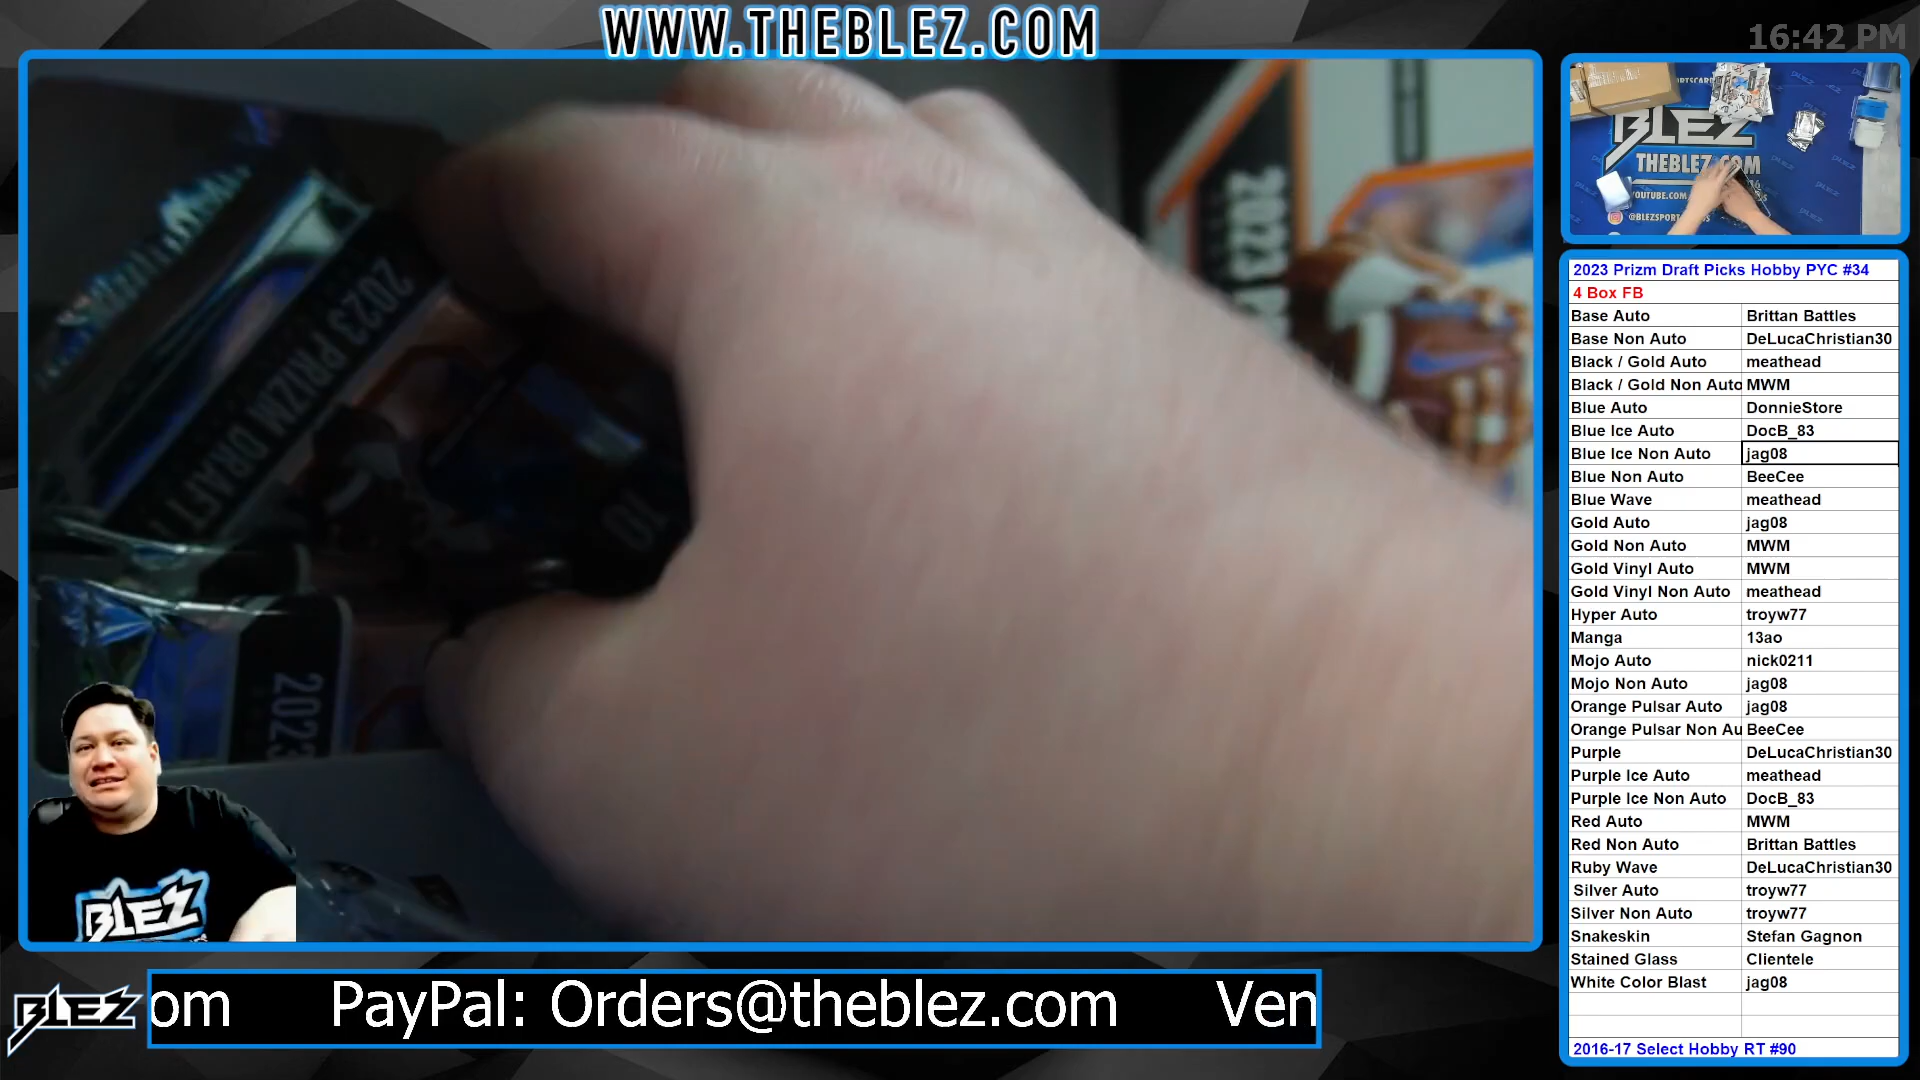 WWW.THEBLEZ.COM
16:42 PM
BLEZ
THEBLEZ.COM
2023 PRIZM DRAFT
10
2023
2023
BLEZ
2023 Prizm Draft Picks Hobby PYC #34
4 Box FB
Base Auto Brittan Battles
Base Non Auto DeLucaChristian30
Black / Gold Auto meathead
Black / Gold Non Auto MWM
Blue Auto DonnieStore
Blue Ice Auto DocB_83
Blue Ice Non Auto jag08
Blue Non Auto BeeCee
Blue Wave meathead
Gold Auto jag08
Gold Non Auto MWM
Gold Vinyl Auto MWM
Gold Vinyl Non Auto meathead
Hyper Auto troyw77
Manga 13ao
Mojo Auto nick0211
Mojo Non Auto jag08
Orange Pulsar Auto jag08
Orange Pulsar Non Au BeeCee
Purple DeLucaChristian30
Purple Ice Auto meathead
Purple Ice Non Auto DocB_83
Red Auto MWM
Red Non Auto Brittan Battles
Ruby Wave DeLucaChristian30
Silver Auto troyw77
Silver Non Auto troyw77
Snakeskin Stefan Gagnon
Stained Glass Clientele
White Color Blast jag08
2016-17 Select Hobby RT #90
BLEZ
om PayPal: Orders@theblez.com Ven